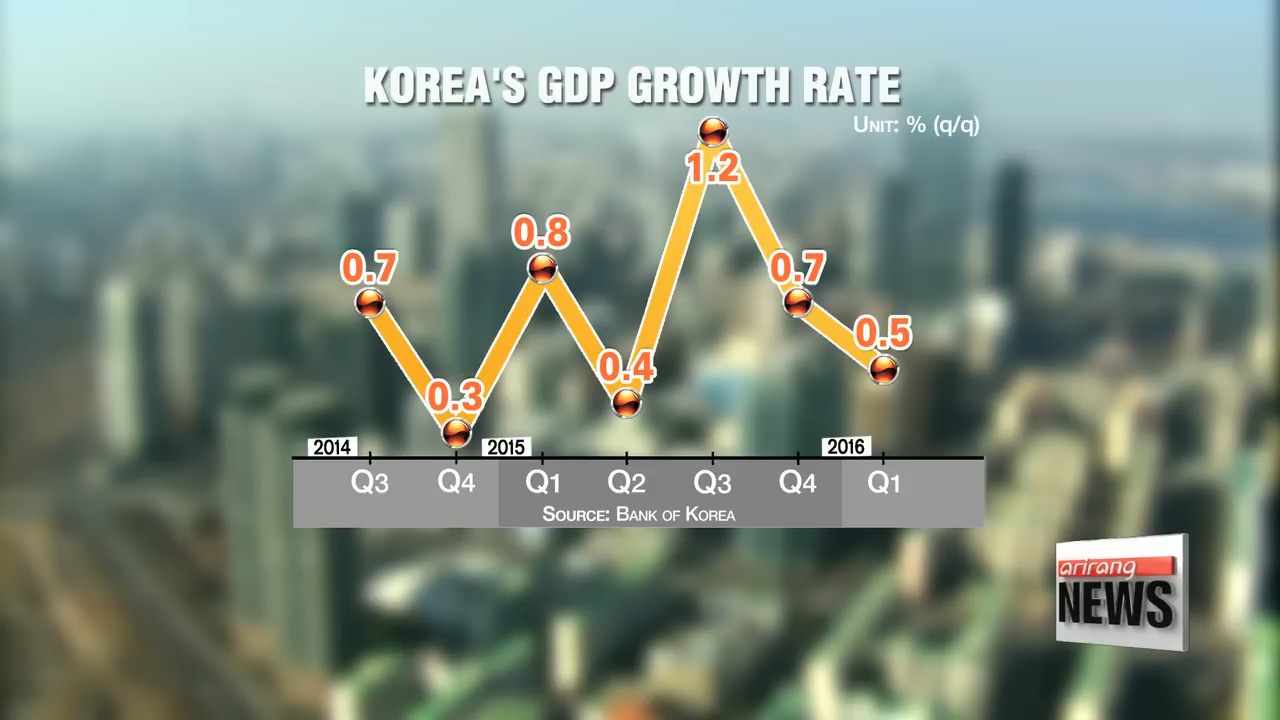 KOREA'S GDP GROWTH RATE
UNIT: % (q/q)
1.2
0.8
0.7
0.7
0.5
0.4
0.3
2014
2015
2016
Q3 Q4 Q1 Q2 Q3 Q4 Q1
SOURCE: BANK OF KOREA
arirang
NEWS